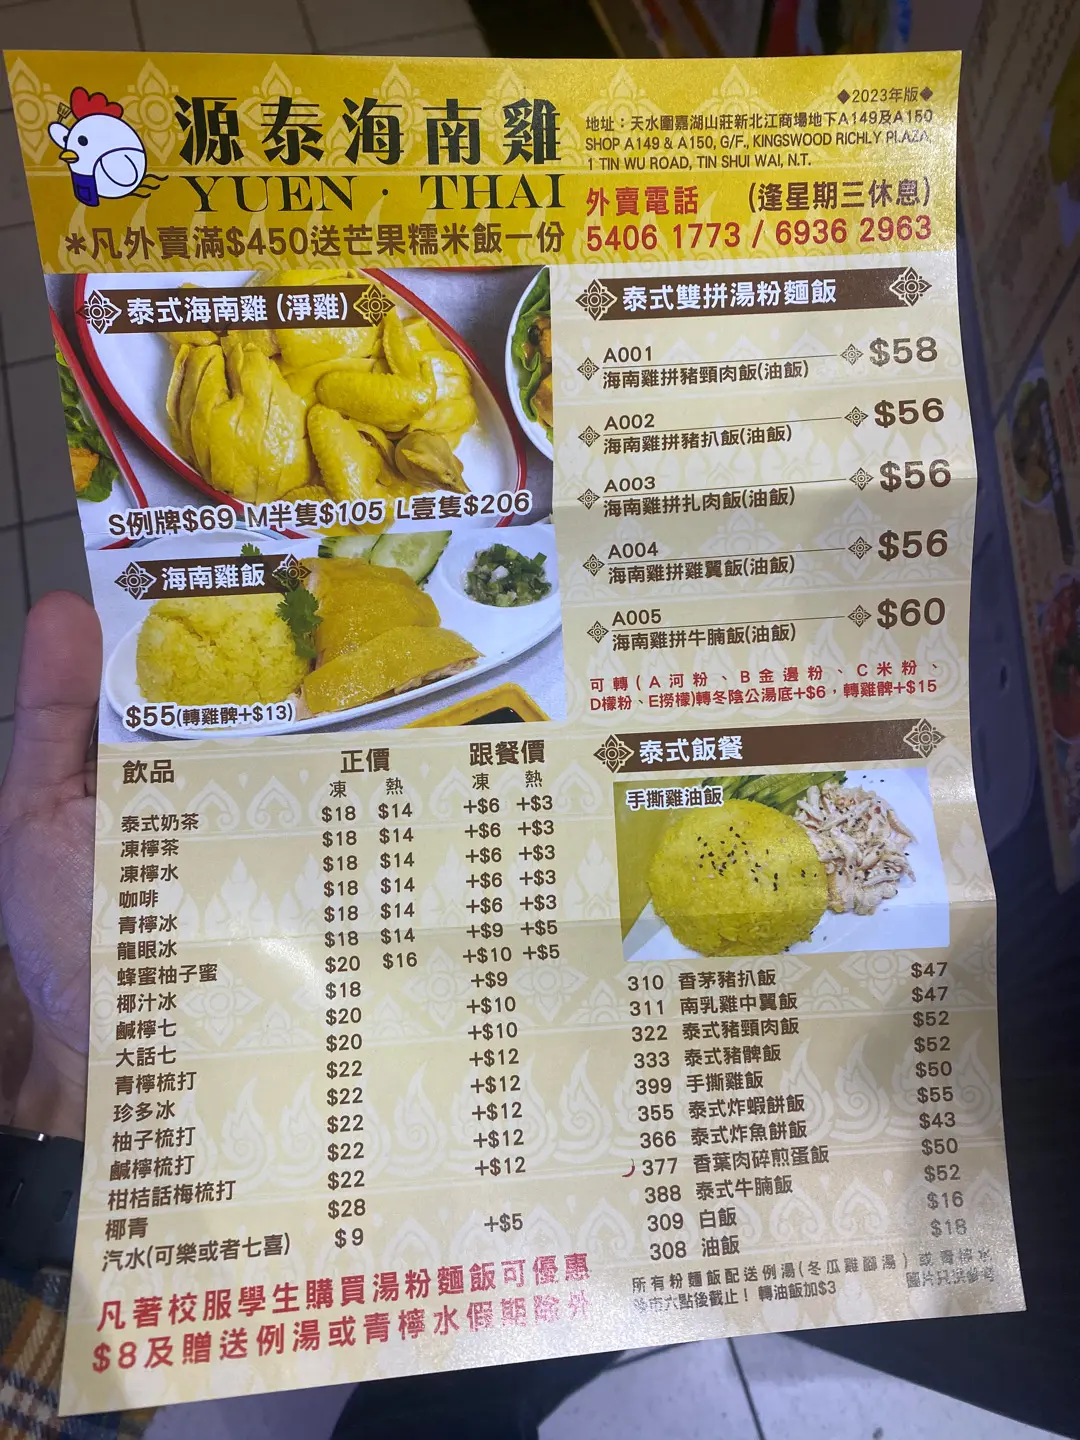 源泰海南雞
YUEN · THAI
◆2023年版◆
地址：天水圍嘉湖山莊新北江商場地下A149及A150
SHOP A149 & A150, G/F., KINGSWOOD RICHLY PLAZA,
1 TIN WU ROAD, TIN SHUI WAI, N.T.
外賣電話 (逢星期三休息)
5406 1773 / 6936 2963
*凡外賣滿$450送芒果糯米飯一份
泰式海南雞 (淨雞)
S例牌$69 M半隻$105 L壹隻$206
海南雞飯
$55(轉雞髀+$13)
泰式雙拼湯粉麵飯
A001 $58
海南雞拼豬頸肉飯(油飯)
A002 $56
海南雞拼豬扒飯(油飯)
A003 $56
海南雞拼扎肉飯(油飯)
A004 $56
海南雞拼雞翼飯(油飯)
A005 $60
海南雞拼牛腩飯(油飯)
可轉(A河粉、B金邊粉、C米粉、
D檬粉、E撈檬)轉冬陰公湯底+$6，轉雞髀+$15
飲品 正價 跟餐價
凍 熱 凍 熱
泰式奶茶 $18 $14 +$6 +$3
凍檸茶 $18 $14 +$6 +$3
凍檸水 $18 $14 +$6 +$3
咖啡 $18 $14 +$6 +$3
青檸冰 $18 $14 +$6 +$3
龍眼冰 $18 $14 +$9 +$5
蜂蜜柚子蜜 $20 $16 +$10 +$5
椰汁冰 $18 +$9
鹹檸七 $20 +$10
大話七 $20 +$10
青檸梳打 $22 +$12
珍多冰 $22 +$12
柚子梳打 $22 +$12
鹹檸梳打 $22 +$12
柑桔話梅梳打 $22 +$12
椰青 $28
汽水(可樂或者七喜) $9 +$5
凡著校服學生購買湯粉麵飯可優惠
$8及贈送例湯或青檸水假期除外
泰式飯餐
手撕雞油飯
310 香茅豬扒飯 $47
311 南乳雞中翼飯 $47
322 泰式豬頸肉飯 $52
333 泰式豬髀飯 $52
399 手撕雞飯 $50
355 泰式炸蝦餅飯 $55
366 泰式炸魚餅飯 $43
377 香葉肉碎煎蛋飯 $50
388 泰式牛腩飯 $52
309 白飯 $16
308 油飯 $18
所有粉麵飯配送例湯(冬瓜雞腳湯)或青檸水
六點後截止！ 轉油飯加$3
圖片只供參考